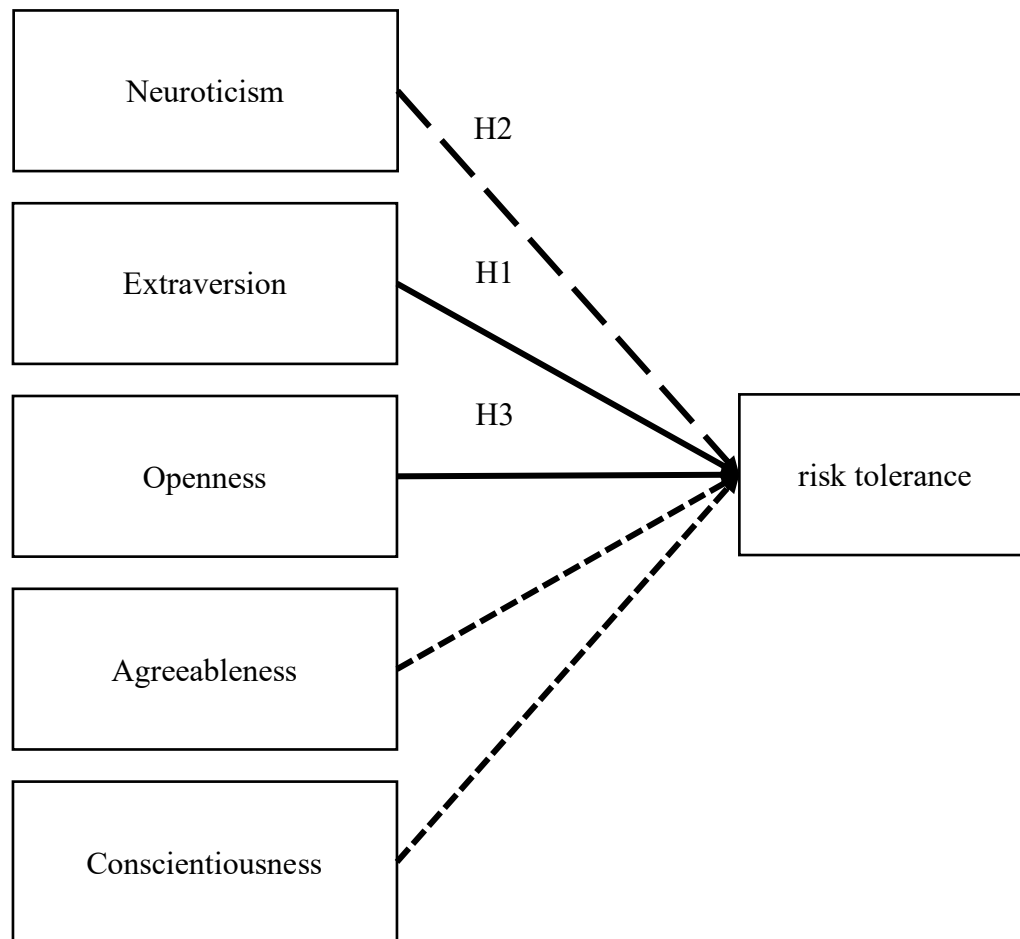 Neuroticism
H2
Extraversion
H1
Openness
H3
risk tolerance
Agreeableness
Conscientiousness